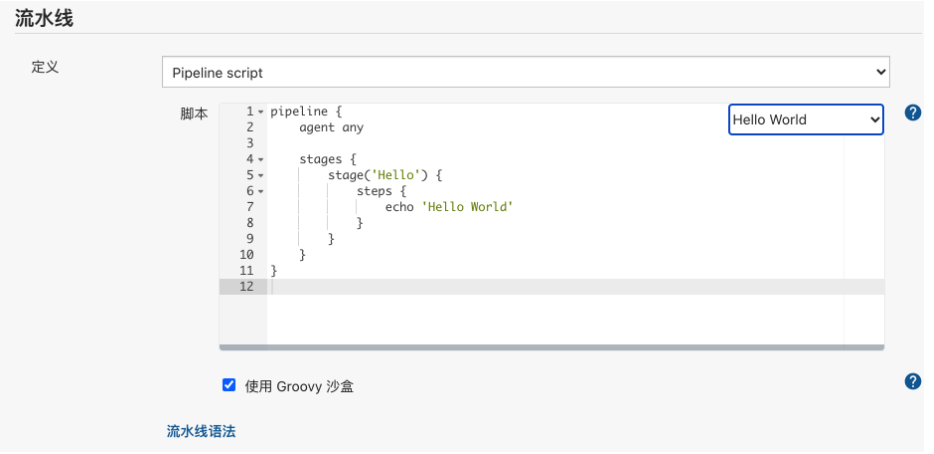 流水线
定义
Pipeline script
脚本
Hello World
?
1 pipeline {
2     agent any
3
4     stages {
5         stage('Hello') {
6             steps {
7                 echo 'Hello World'
8             }
9         }
10     }
11 }
12
使用 Groovy 沙盒
?
流水线语法